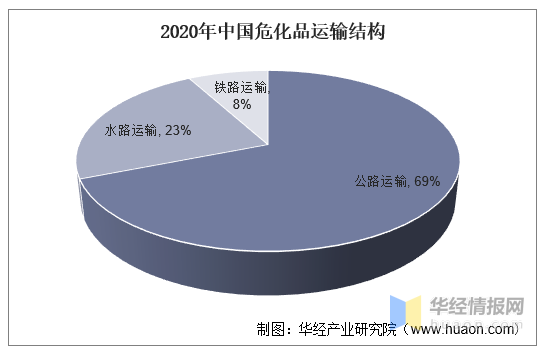 2020年中国危化品运输结构
铁路运输,
8%
水路运输, 23%
公路运输, 69%
华经情报网
huaon.com
制图：华经产业研究院（www.huaon.com）